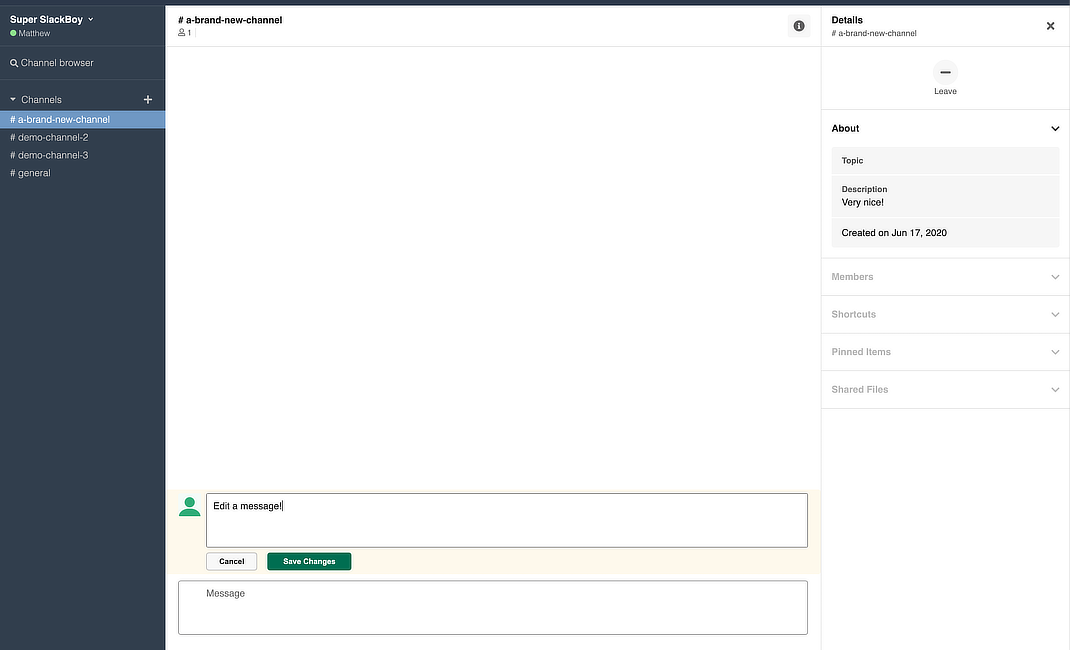 Super SlackBoy
Matthew
Channel browser
Channels
# a-brand-new-channel
# demo-channel-2
# demo-channel-3
# general
# a-brand-new-channel
1
Edit a message!
Cancel
Save Changes
Message
Details
# a-brand-new-channel
Leave
About
Topic
Description
Very nice!
Created on Jun 17, 2020
Members
Shortcuts
Pinned Items
Shared Files